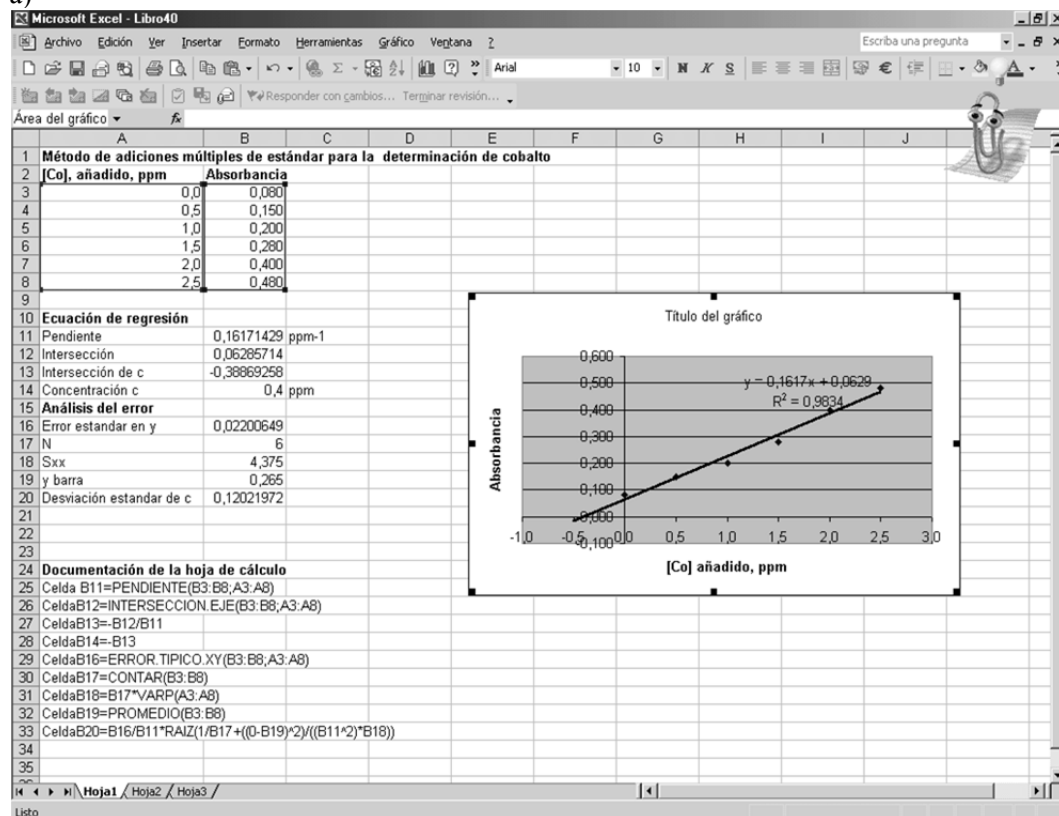 a)
Microsoft Excel - Libro40
Archivo Edición Ver Insertar Formato Herramientas Gráfico Ventana ?
Escriba una pregunta
Arial 10 N K S
Responder con cambios... Terminar revisión...
Área del gráfico fx
A B C D E F G H I J
1 Método de adiciones múltiples de estándar para la determinación de cobalto
2 [Co], añadido, ppm Absorbancia
3 0,0 0,080
4 0,5 0,150
5 1,0 0,200
6 1,5 0,280
7 2,0 0,400
8 2,5 0,480
9
10 Ecuación de regresión
11 Pendiente 0,16171429 ppm-1
12 Intersección 0,06285714
13 Intersección de c -0,38869258
14 Concentración c 0,4 ppm
15 Análisis del error
16 Error estandar en y 0,02200649
17 N 6
18 Sxx 4,375
19 y barra 0,265
20 Desviación estandar de c 0,12021972
21
22
23
24 Documentación de la hoja de cálculo
25 Celda B11=PENDIENTE(B3:B8;A3:A8)
26 CeldaB12=INTERSECCION.EJE(B3:B8;A3:A8)
27 CeldaB13=-B12/B11
28 CeldaB14=-B13
29 CeldaB16=ERROR.TIPICO.XY(B3:B8;A3:A8)
30 CeldaB17=CONTAR(B3:B8)
31 CeldaB18=B17*VARP(A3:A8)
32 CeldaB19=PROMEDIO(B3:B8)
33 CeldaB20=B16/B11*RAIZ(1/B17+((0-B19)^2)/((B11^2)*B18))
34
35
Título del gráfico
0,600
0,500
0,400
0,300
0,200
0,100
0,000
-0,100
y = 0,1617x + 0,0629
R² = 0,9834
Absorbancia
-1,0 -0,5 0,0 0,5 1,0 1,5 2,0 2,5 3,0
[Co] añadido, ppm
Hoja1 Hoja2 Hoja3
Listo